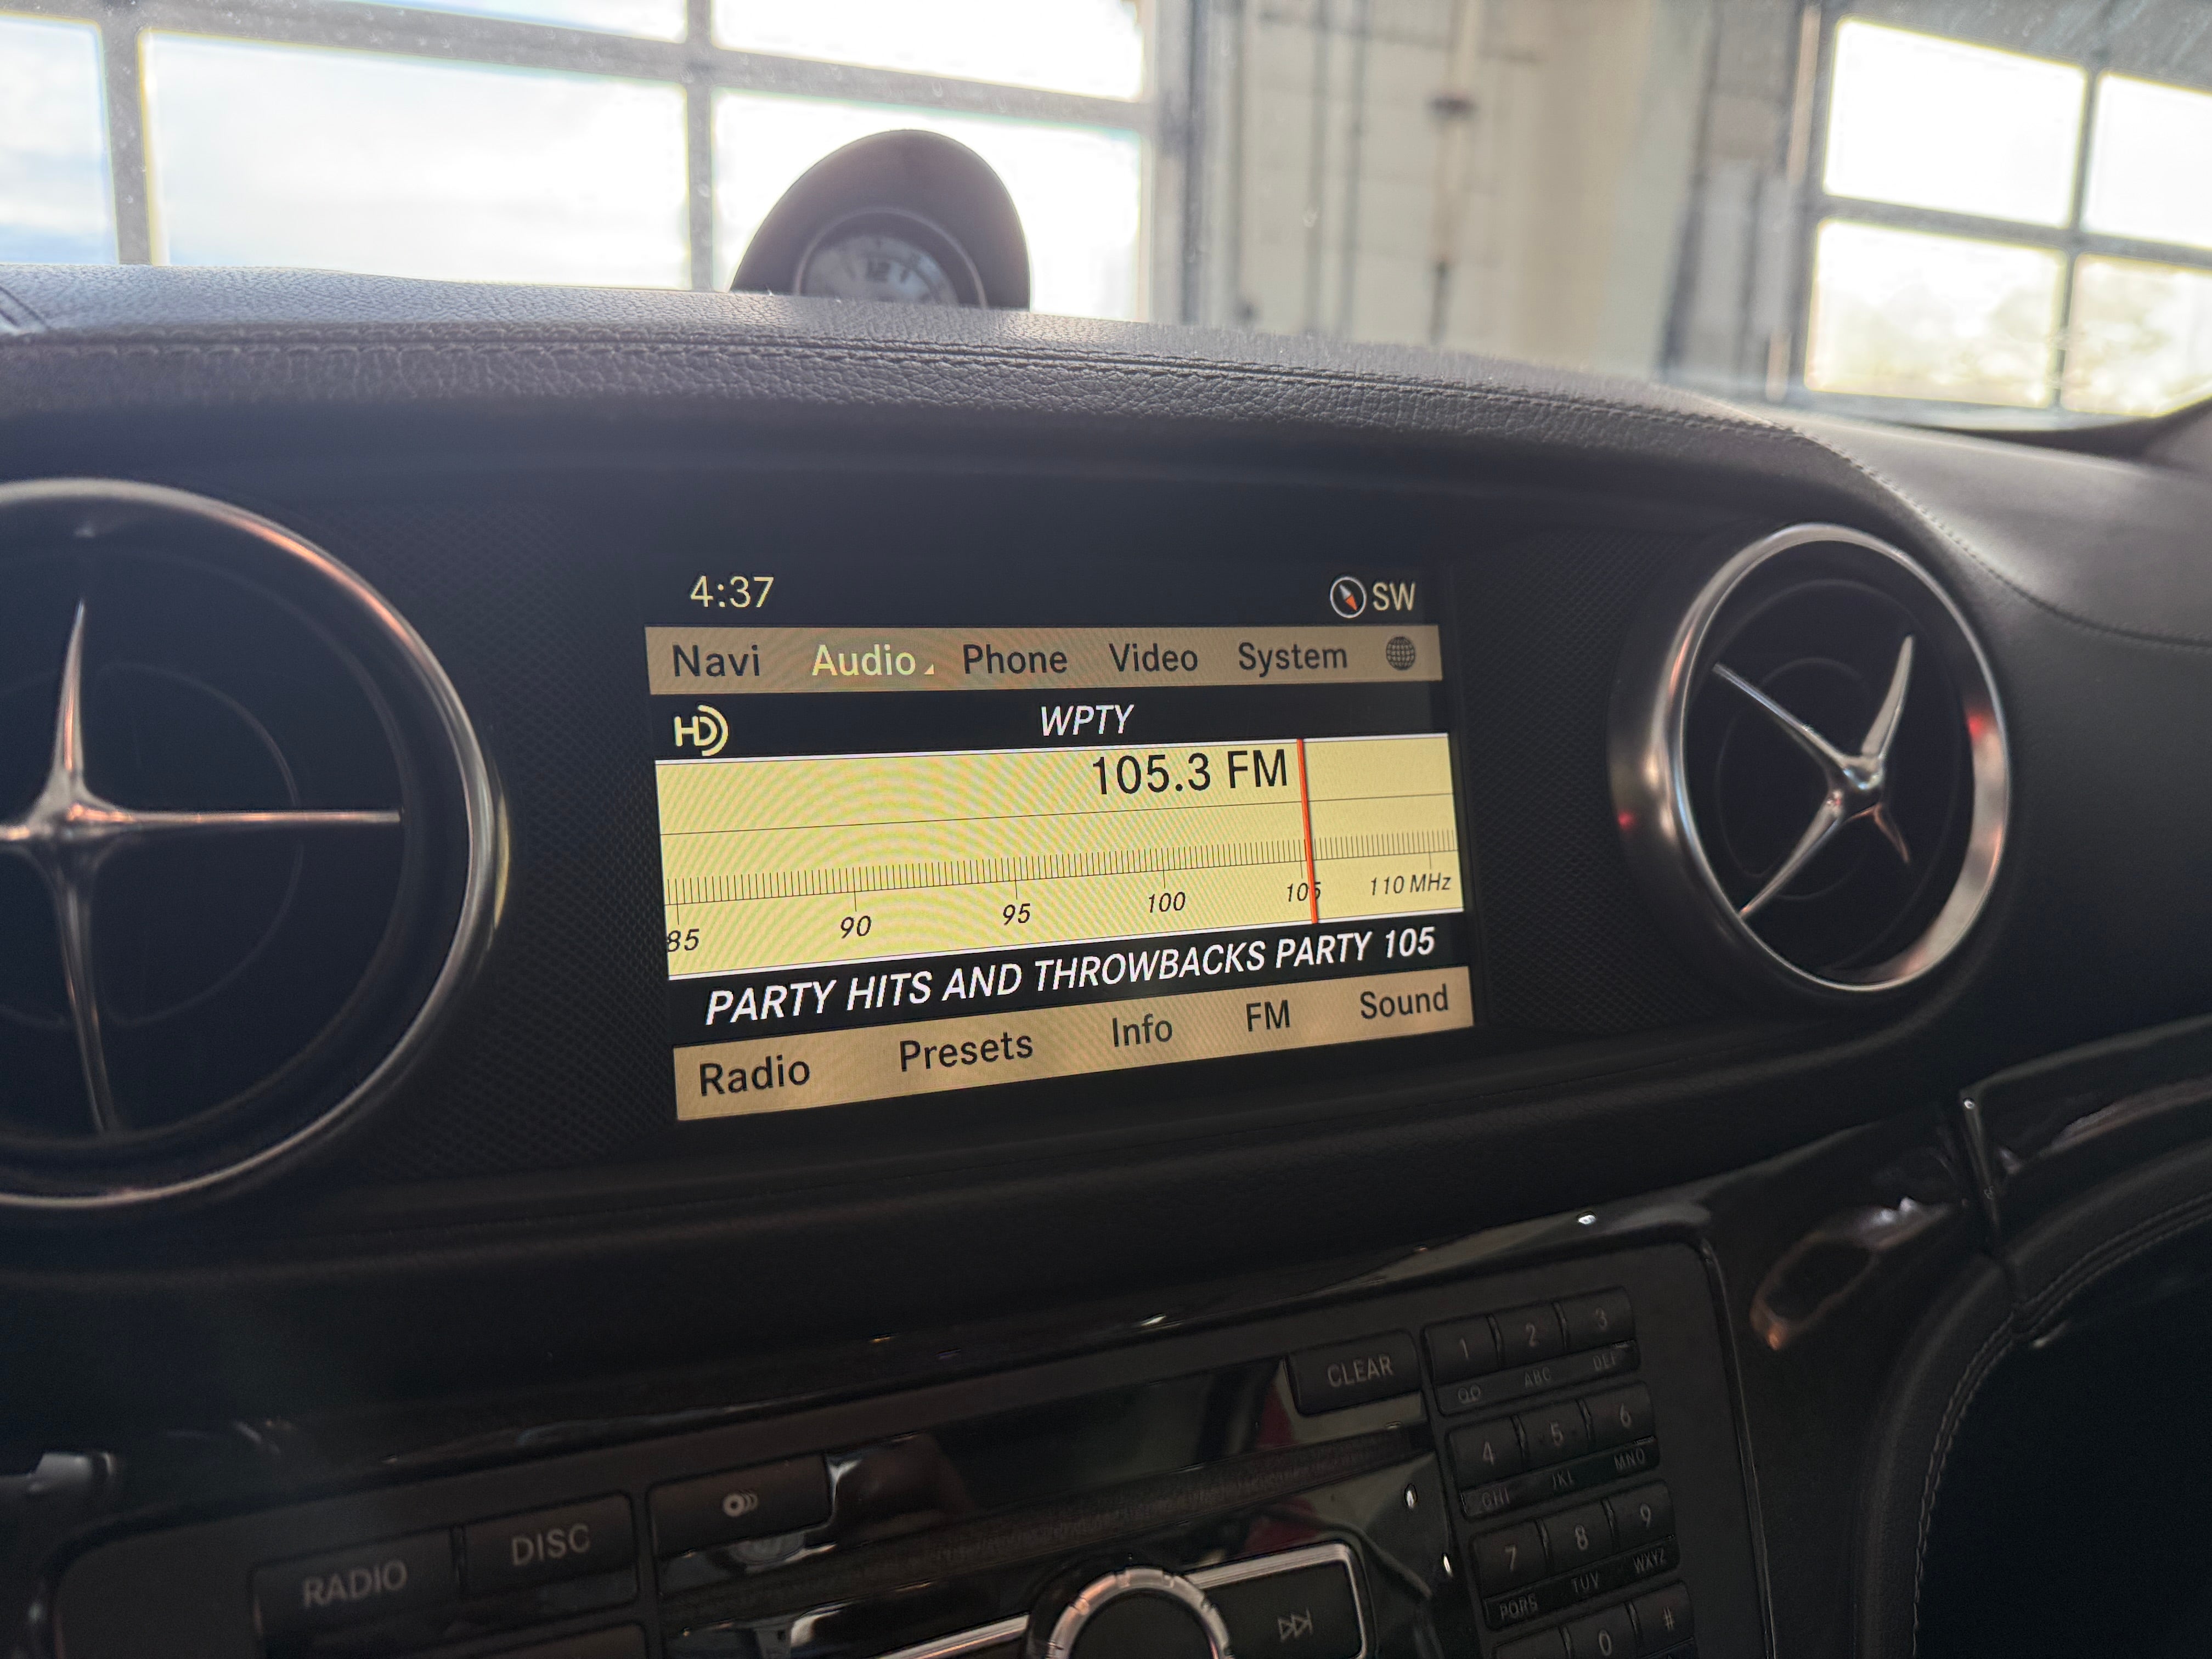 12 1
4:37 SW
Navi Audio Phone Video System
HD WPTY
105.3 FM
85 90 95 100 105 110 MHz
PARTY HITS AND THROWBACKS PARTY 105
Radio Presets Info FM Sound
CLEAR 1 2 3
ABC DEF
4 5 6
GHI JKL MNO
RADIO DISC 7 8 9
PQRS TUV WXYZ
0 #